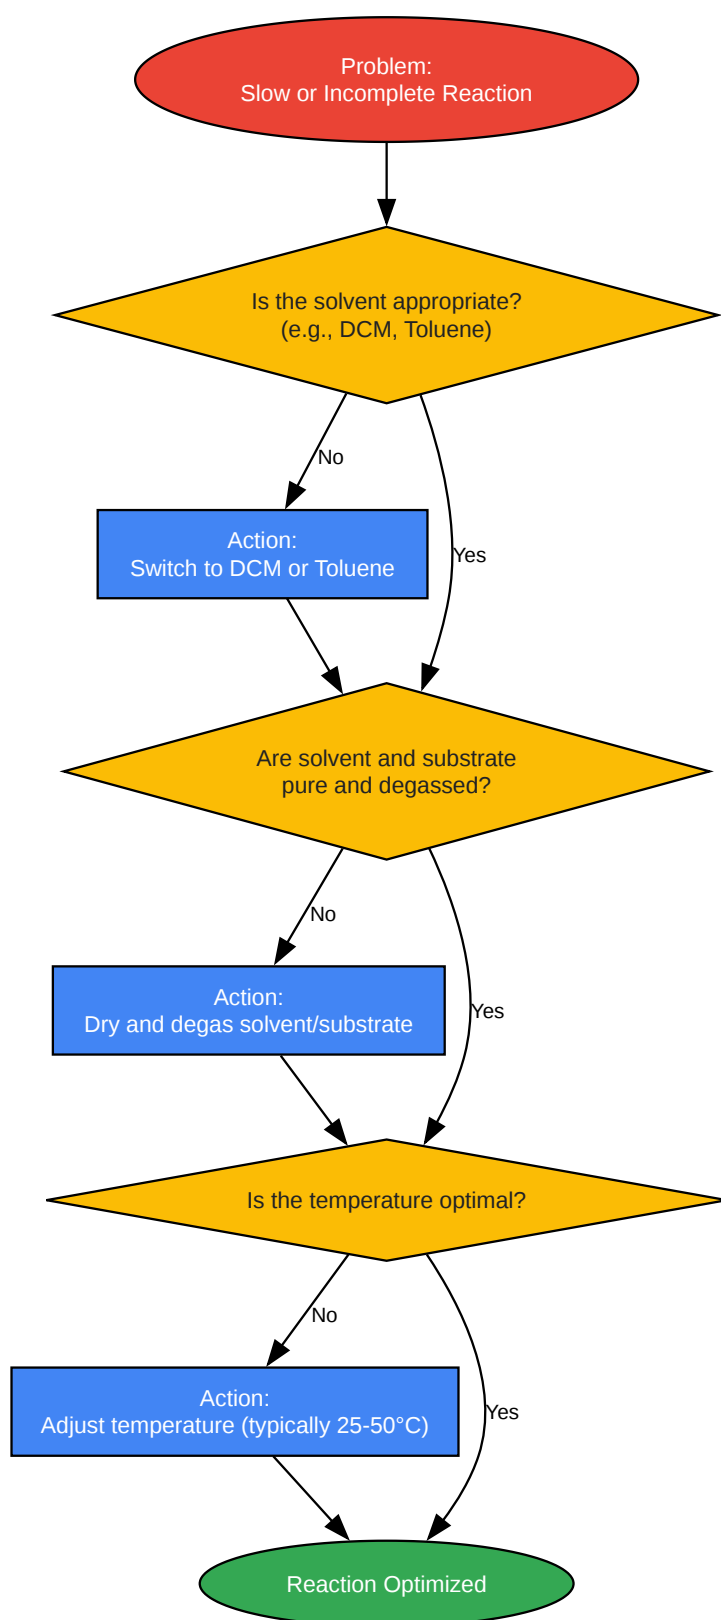 Problem:
Slow or Incomplete Reaction
Is the solvent appropriate?
(e.g., DCM, Toluene)
No
Action:
Switch to DCM or Toluene
Yes
Are solvent and substrate
pure and degassed?
No
Action:
Dry and degas solvent/substrate
Yes
Is the temperature optimal?
No
Action:
Adjust temperature (typically 25-50°C)
Yes
Reaction Optimized